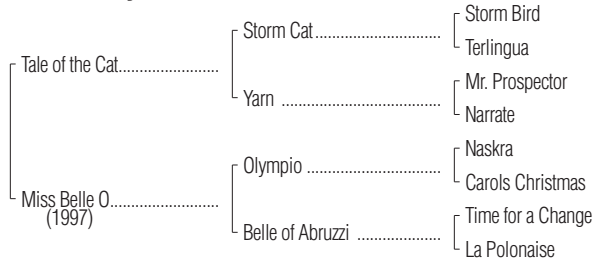 Storm Bird
Storm Cat
Terlingua
Tale of the Cat
Mr. Prospector
Yarn
Narrate
Naskra
Olympio
Carols Christmas
Miss Belle O
(1997)
Time for a Change
Belle of Abruzzi
La Polonaise